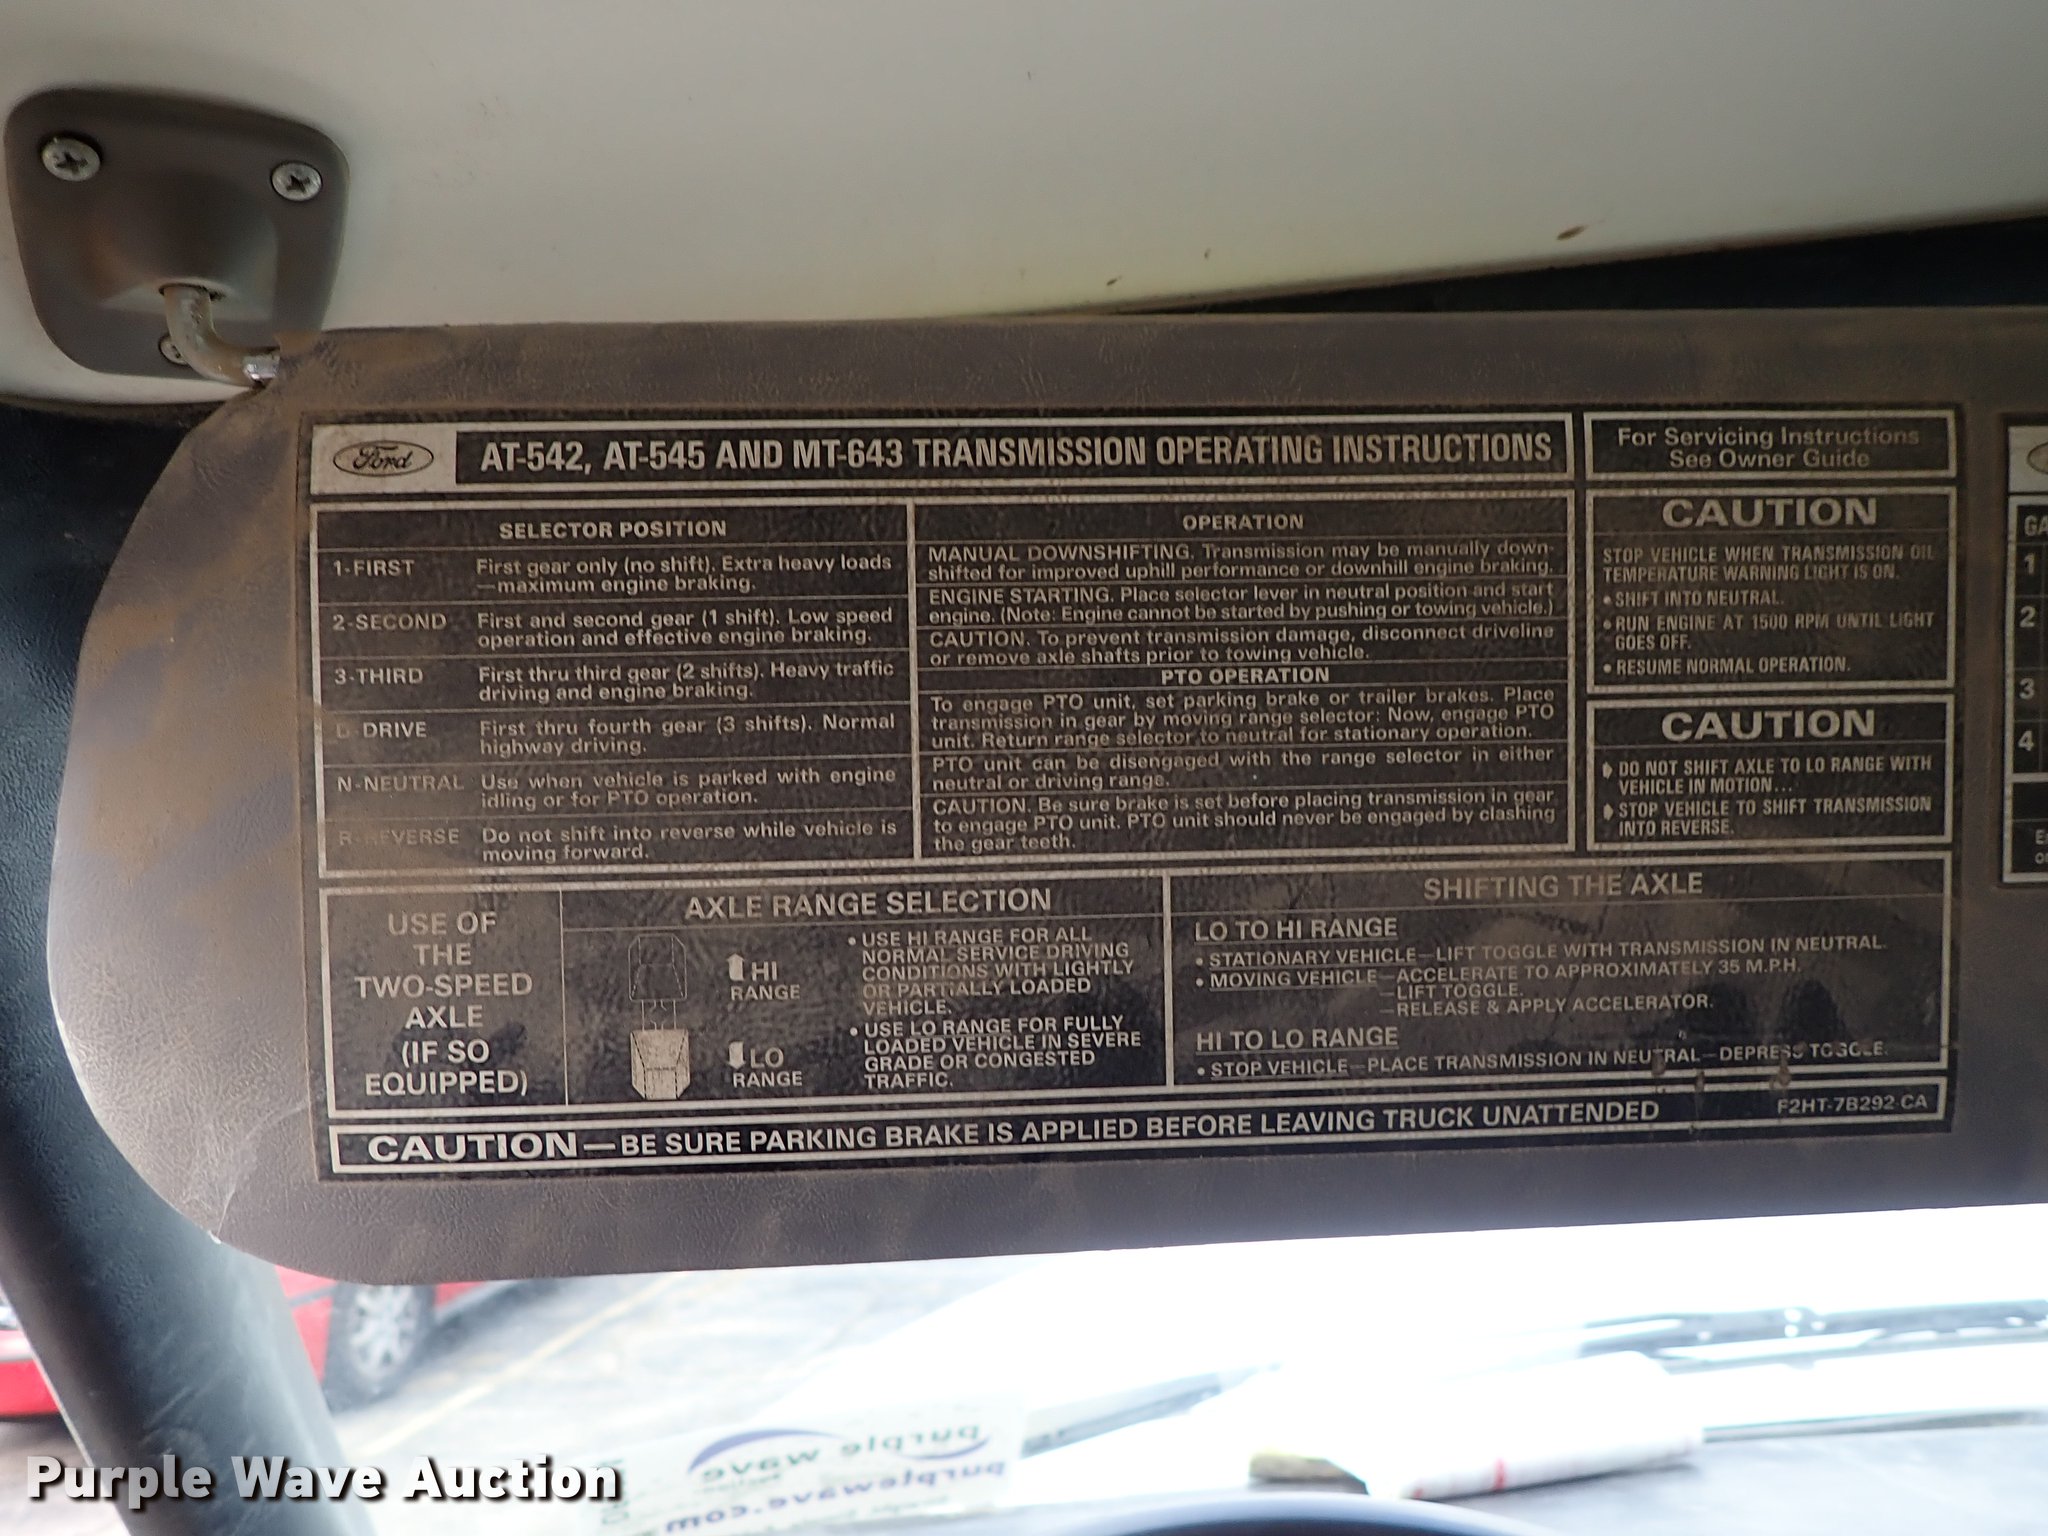 Ford
AT-542, AT-545 AND MT-643 TRANSMISSION OPERATING INSTRUCTIONS
SELECTOR POSITION
1-FIRST First gear only (no shift). Extra heavy loads
—maximum engine braking.
2-SECOND First and second gear (1 shift). Low speed
operation and effective engine braking.
3-THIRD First thru third gear (2 shifts). Heavy traffic
driving and engine braking.
D-DRIVE First thru fourth gear (3 shifts). Normal
highway driving.
N-NEUTRAL Use when vehicle is parked with engine
idling or for PTO operation.
R-REVERSE Do not shift into reverse while vehicle is
moving forward.
OPERATION
MANUAL DOWNSHIFTING. Transmission may be manually down-
shifted for improved uphill performance or downhill engine braking.
ENGINE STARTING. Place selector lever in neutral position and start
engine. (Note: Engine cannot be started by pushing or towing vehicle.)
CAUTION. To prevent transmission damage, disconnect driveline
or remove axle shafts prior to towing vehicle.
PTO OPERATION
To engage PTO unit, set parking brake or trailer brakes. Place
transmission in gear by moving range selector: Now, engage PTO
unit. Return range selector to neutral for stationary operation.
PTO unit can be disengaged with the range selector in either
neutral or driving range.
CAUTION. Be sure brake is set before placing transmission in gear
to engage PTO unit. PTO unit should never be engaged by clashing
the gear teeth.
For Servicing Instructions
See Owner Guide
CAUTION
STOP VEHICLE WHEN TRANSMISSION OIL
TEMPERATURE WARNING LIGHT IS ON.
• SHIFT INTO NEUTRAL.
• RUN ENGINE AT 1500 RPM UNTIL LIGHT
GOES OFF.
• RESUME NORMAL OPERATION.
CAUTION
DO NOT SHIFT AXLE TO LO RANGE WITH
VEHICLE IN MOTION...
STOP VEHICLE TO SHIFT TRANSMISSION
INTO REVERSE.
USE OF
THE
TWO-SPEED
AXLE
(IF SO
EQUIPPED)
AXLE RANGE SELECTION
HI
RANGE
LO
RANGE
• USE HI RANGE FOR ALL
NORMAL SERVICE DRIVING
CONDITIONS WITH LIGHTLY
OR PARTIALLY LOADED
VEHICLE.
• USE LO RANGE FOR FULLY
LOADED VEHICLE IN SEVERE
GRADE OR CONGESTED
TRAFFIC.
SHIFTING THE AXLE
LO TO HI RANGE
• STATIONARY VEHICLE—LIFT TOGGLE WITH TRANSMISSION IN NEUTRAL.
• MOVING VEHICLE—ACCELERATE TO APPROXIMATELY 35 M.P.H.
—LIFT TOGGLE.
—RELEASE & APPLY ACCELERATOR.
HI TO LO RANGE
• STOP VEHICLE—PLACE TRANSMISSION IN NEUTRAL—DEPRESS TOGGLE.
CAUTION—BE SURE PARKING BRAKE IS APPLIED BEFORE LEAVING TRUCK UNATTENDED
F2HT-7B292-CA
GA
1
2
3
4
purple wave
purplewave.com
Purple Wave Auction